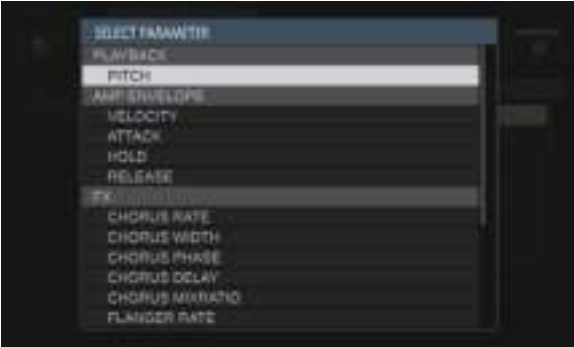 SELECT PARAMETER
PLAYBACK
PITCH
AMP ENVELOPE
VELOCITY
ATTACK
HOLD
RELEASE
FX
CHORUS RATE
CHORUS WIDTH
CHORUS PHASE
CHORUS DELAY
CHORUS MIXRATIO
FLANGER RATE